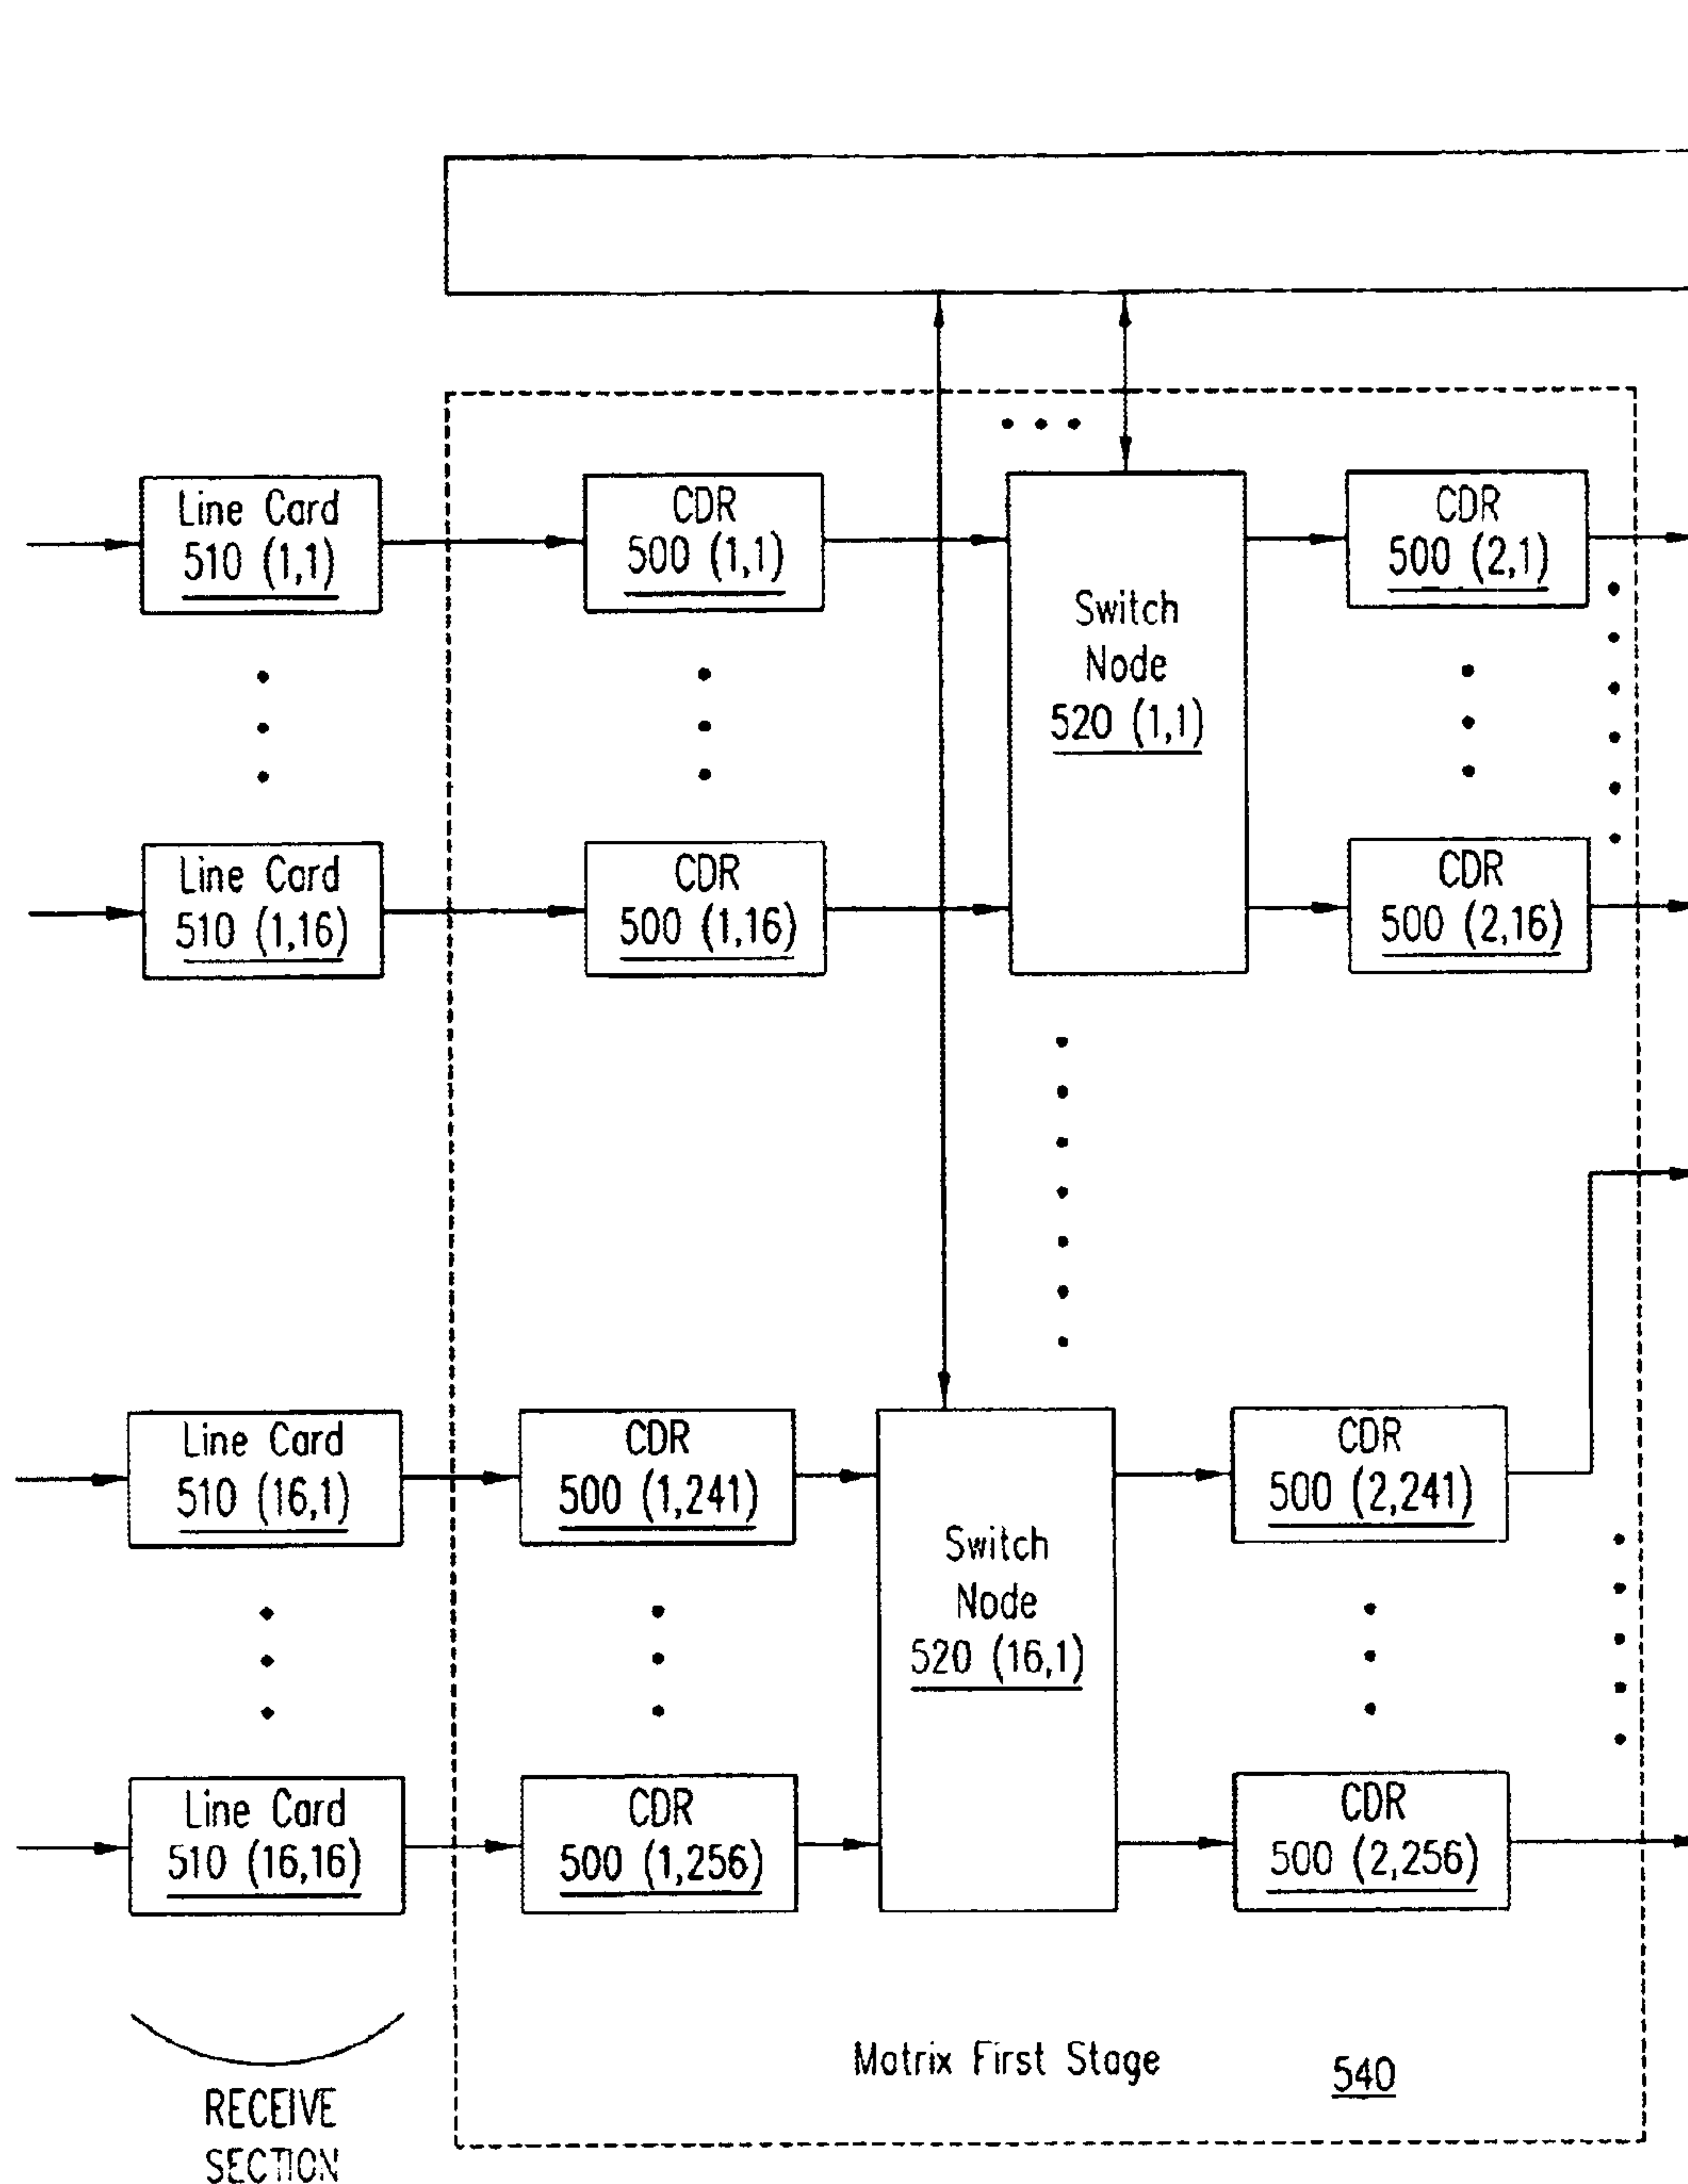 Line Card
510 (1,1)
CDR
500 (1,1)
Switch
Node
520 (1,1)
CDR
500 (2,1)
Line Card
510 (1,16)
CDR
500 (1,16)
CDR
500 (2,16)
Line Card
510 (16,1)
CDR
500 (1,241)
Switch
Node
520 (16,1)
CDR
500 (2,241)
Line Card
510 (16,16)
CDR
500 (1,256)
CDR
500 (2,256)
Matrix First Stage
540
RECEIVE
SECTION